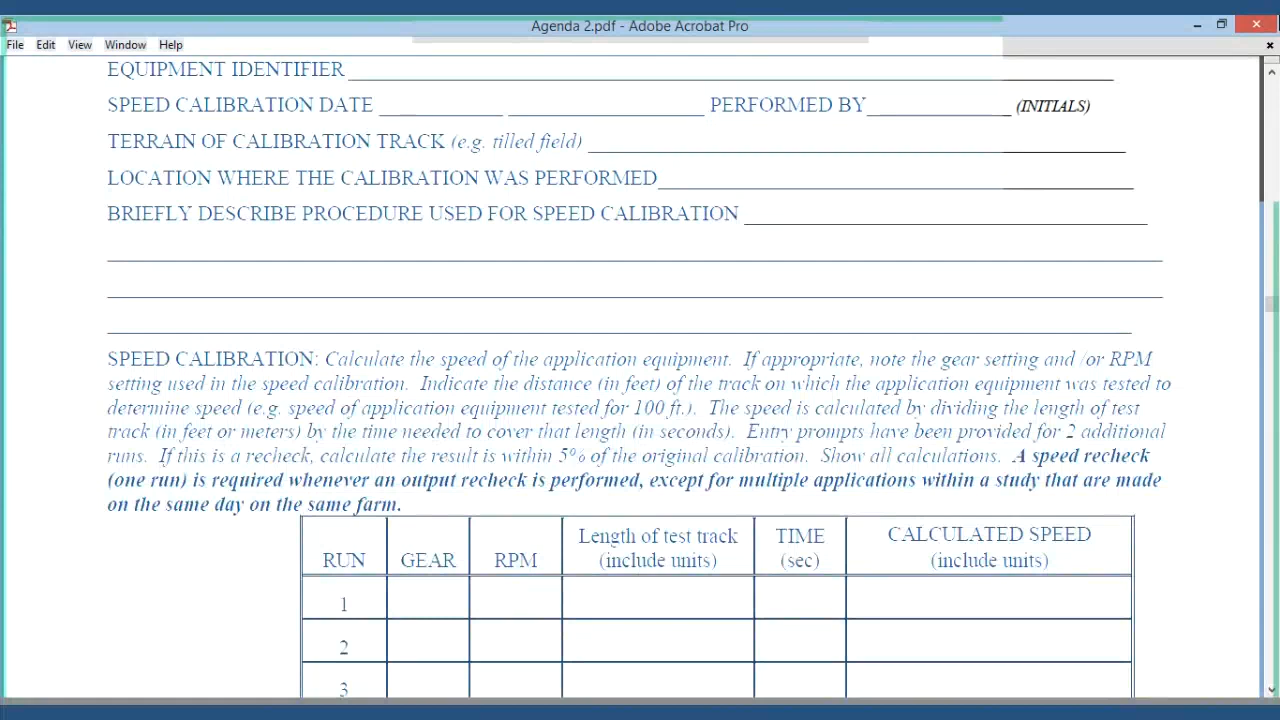 Agenda 2.pdf - Adobe Acrobat Pro
File Edit View Window Help
EQUIPMENT IDENTIFIER
SPEED CALIBRATION DATE PERFORMED BY (INITIALS)
TERRAIN OF CALIBRATION TRACK (e.g. tilled field)
LOCATION WHERE THE CALIBRATION WAS PERFORMED
BRIEFLY DESCRIBE PROCEDURE USED FOR SPEED CALIBRATION
SPEED CALIBRATION: Calculate the speed of the application equipment. If appropriate, note the gear setting and /or RPM
setting used in the speed calibration. Indicate the distance (in feet) of the track on which the application equipment was tested to
determine speed (e.g. speed of application equipment tested for 100 ft.). The speed is calculated by dividing the length of test
track (in feet or meters) by the time needed to cover that length (in seconds). Entry prompts have been provided for 2 additional
runs. If this is a recheck, calculate the result is within 5% of the original calibration. Show all calculations. A speed recheck
(one run) is required whenever an output recheck is performed, except for multiple applications within a study that are made
on the same day on the same farm.
RUN GEAR RPM Length of test track (include units) TIME (sec) CALCULATED SPEED (include units)
1
2
3